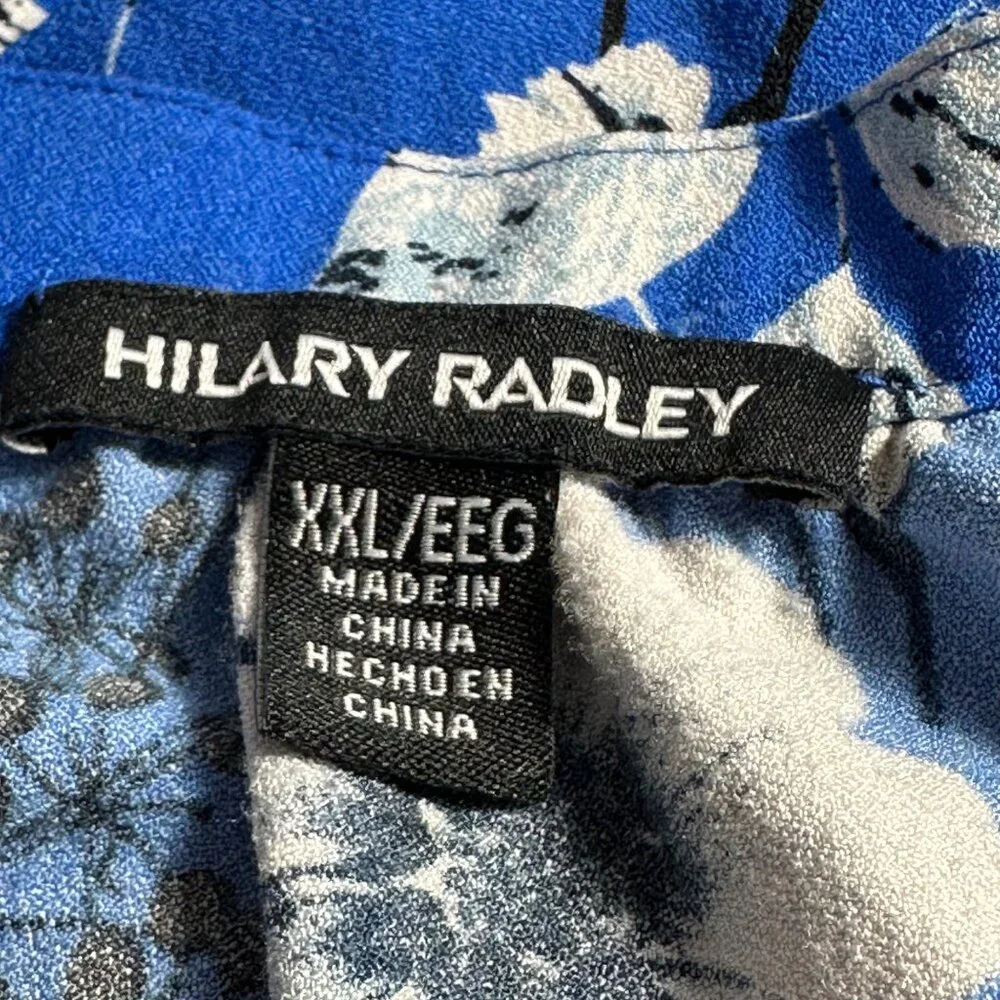 HILARY RADLEY
XXL/EEG
MADE IN
CHINA
HECHO EN
CHINA